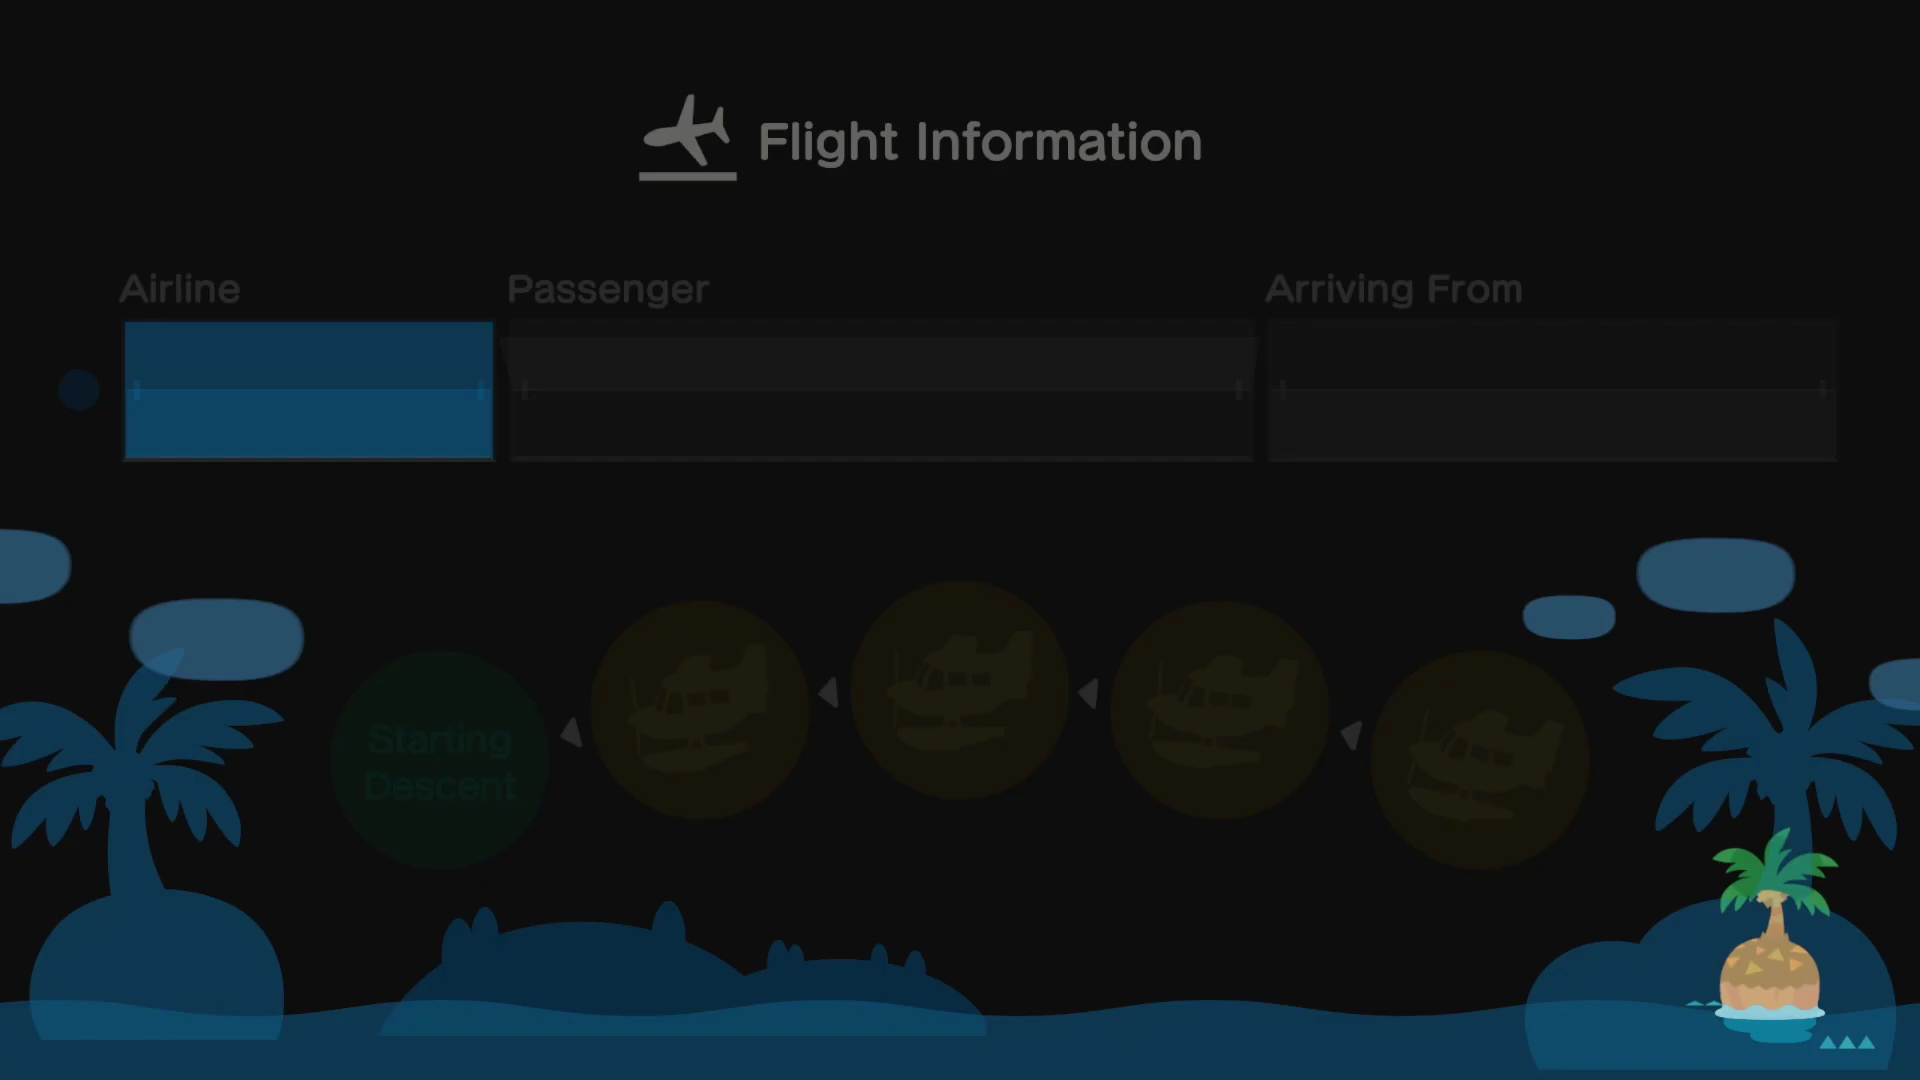 Flight Information
Airline
Passenger
Arriving From
Starting
Descent